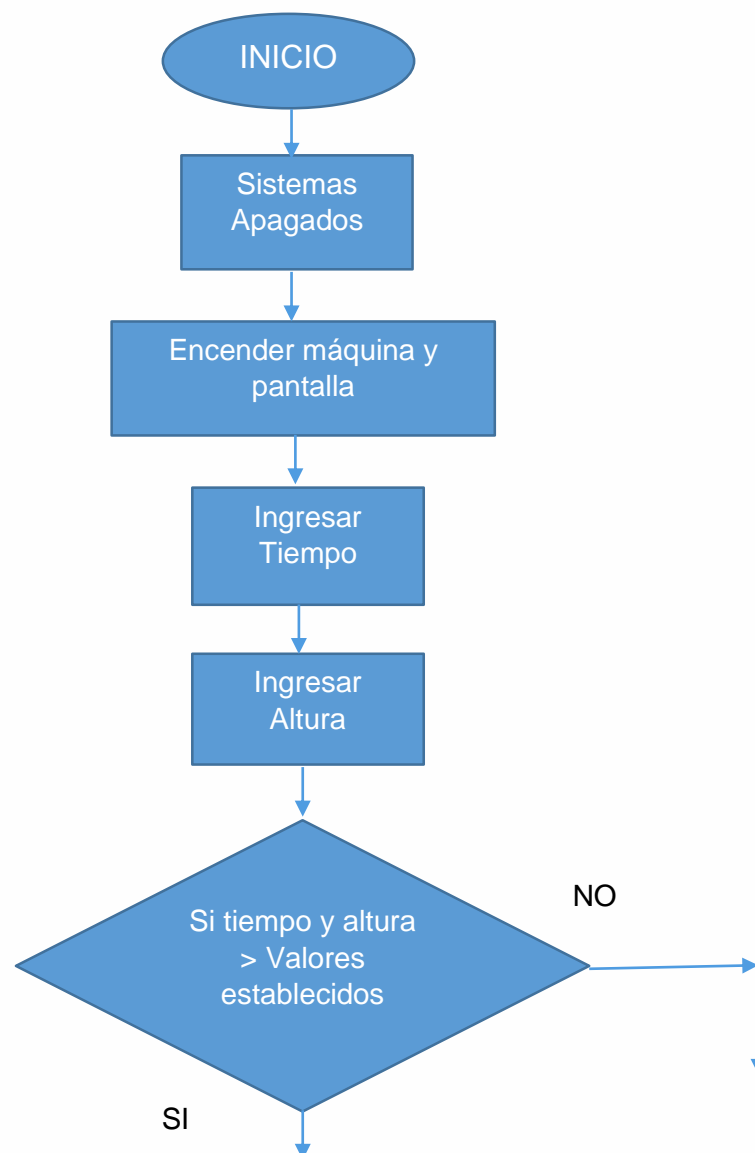 INICIO
Sistemas
Apagados
Encender máquina y
pantalla
Ingresar
Tiempo
Ingresar
Altura
Si tiempo y altura
> Valores
establecidos
NO
SI